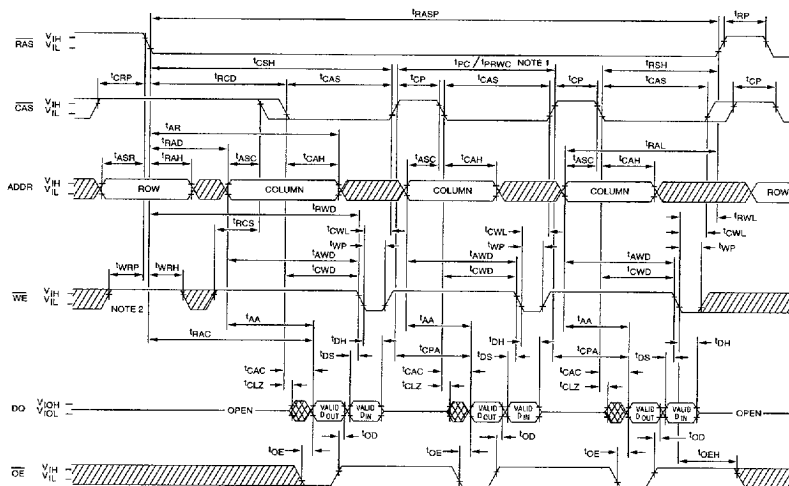 tRASP
tRP
RAS VIH VIL
tCSH
tPC / tPRWC NOTE 1
tRSH
tCRP tRCD tCAS tCP tCAS tCP tCAS tCP
CAS VIH VIL
tAR
tRAD tRAL
tASR tRAH tASC tCAH tASC tCAH tASC tCAH
ADDR VIH VIL ROW COLUMN COLUMN COLUMN ROW
tRWD tRWL
tRCS tCWL tCWL tCWL
tWP tWP tWP
tAWD tAWD tAWD
tWRP tWRH tCWD tCWD tCWD
WE VIH VIL NOTE 2
tAA tAA tAA
tRAC tDH tDH tDH
tDS tCPA tDS tCPA tDS
tCAC tCAC tCAC
tCLZ tCLZ tCLZ
DQ VIOH VIOL OPEN VALID DOUT VALID DIN VALID DOUT VALID DIN VALID DOUT VALID DIN OPEN
tOD tOD tOD
tOE tOE tOE tOEH
OE VIH VIL